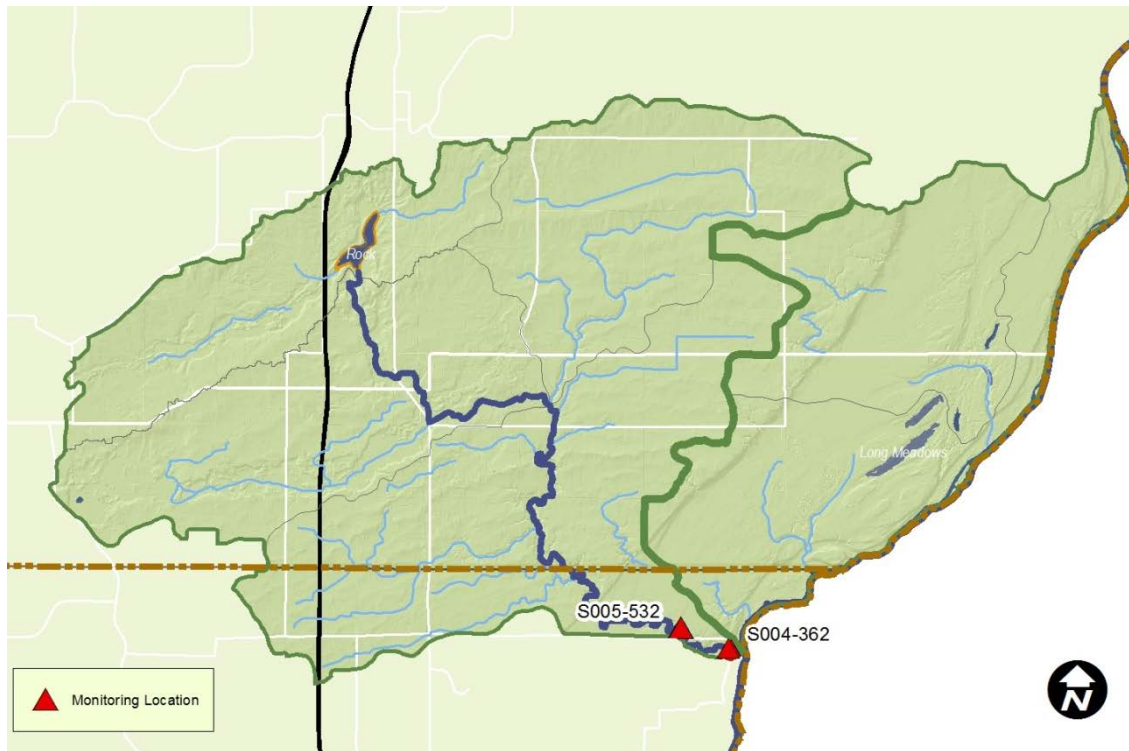 Rock
Long Meadows
S005-532
S004-362
Monitoring Location
N